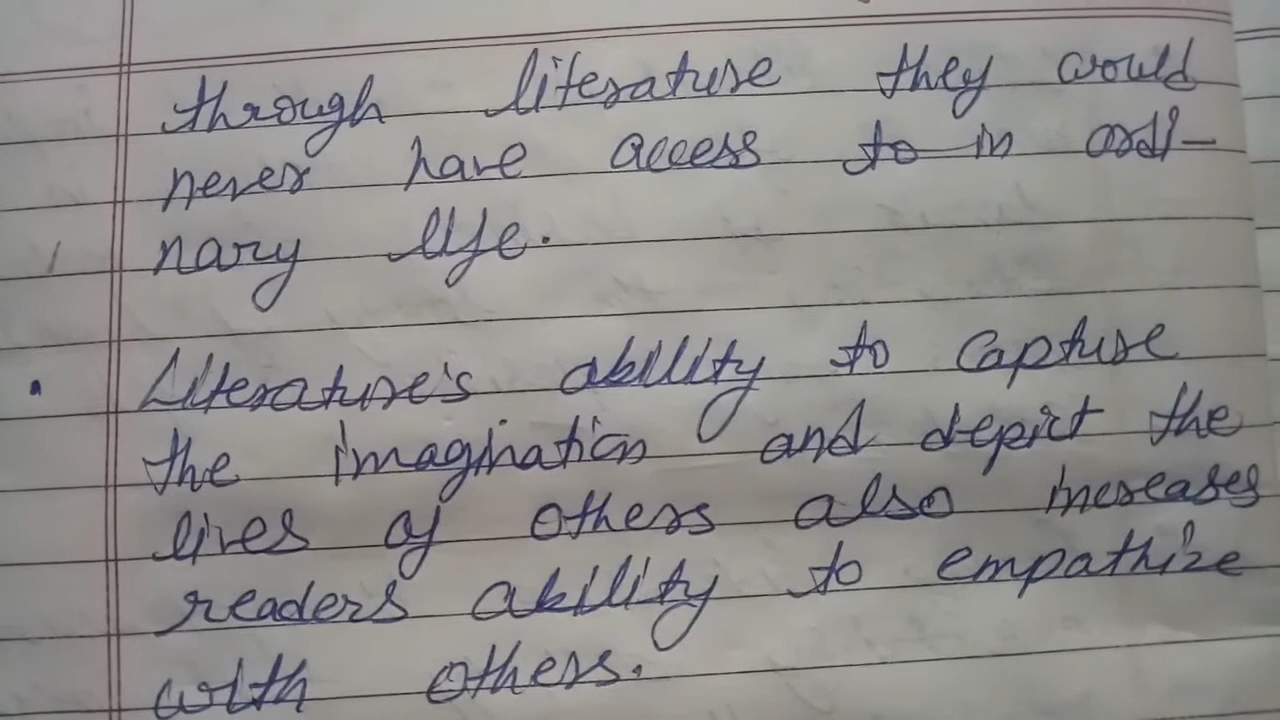 through literature they would
never have access to in ordi-
nary life.
Literature's ability to capture
the imagination and depict the
lives of others also increases
readers ability to empathize
with others.